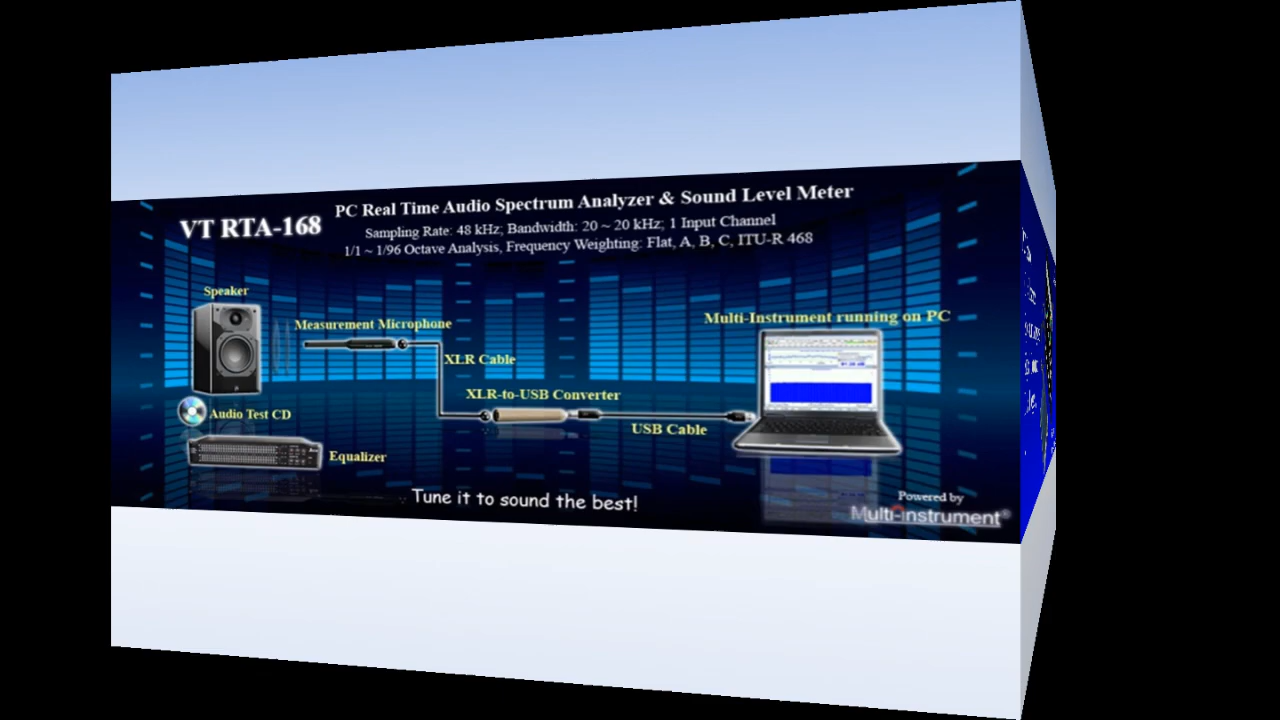 VT RTA-168
PC Real Time Audio Spectrum Analyzer & Sound Level Meter
Sampling Rate: 48 kHz; Bandwidth: 20 ~ 20 kHz; 1 Input Channel
1/1 ~ 1/96 Octave Analysis, Frequency Weighting: Flat, A, B, C, ITU-R 468
Speaker
Measurement Microphone
XLR Cable
Multi-Instrument running on PC
XLR-to-USB Converter
Audio Test CD
USB Cable
Equalizer
Tune it to sound the best!
Powered by
Multi-Instrument®